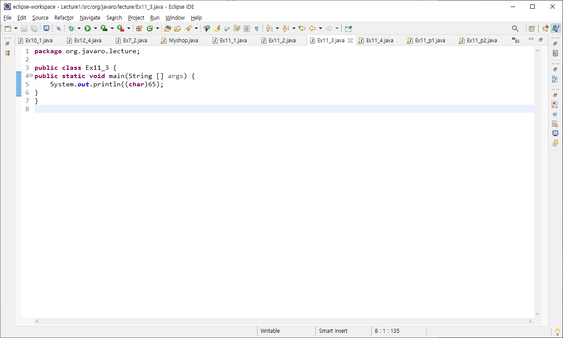 eclipse-workspace - Lecture1/src/org/javaro/lecture/Ex11_3.java - Eclipse IDE
File Edit Source Refactor Navigate Search Project Run Window Help
Ex10_1.java Ex12_4.java Ex7_2.java Myshop.java Ex11_1.java Ex11_2.java Ex11_3.java Ex11_4.java Ex11_p1.java Ex11_p2.java
1 package org.javaro.lecture;
2
3 public class Ex11_3 {
4 public static void main(String [] args) {
5 System.out.println((char)65);
6 }
7 }
8
Writable Smart Insert 8 : 1 : 135